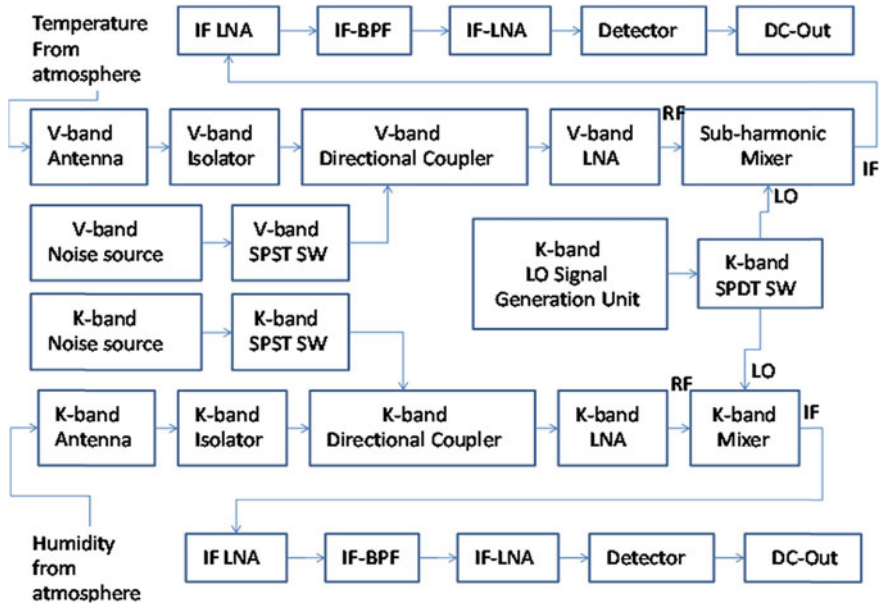 Temperature
From
atmosphere
IF LNA
IF-BPF
IF-LNA
Detector
DC-Out
V-band
Antenna
V-band
Isolator
V-band
Directional Coupler
V-band
LNA
RF
Sub-harmonic
Mixer
IF
LO
V-band
Noise source
V-band
SPST SW
K-band
LO Signal
Generation Unit
K-band
SPDT SW
K-band
Noise source
K-band
SPST SW
LO
K-band
Antenna
K-band
Isolator
K-band
Directional Coupler
K-band
LNA
RF
K-band
Mixer
IF
Humidity
from
atmosphere
IF LNA
IF-BPF
IF-LNA
Detector
DC-Out